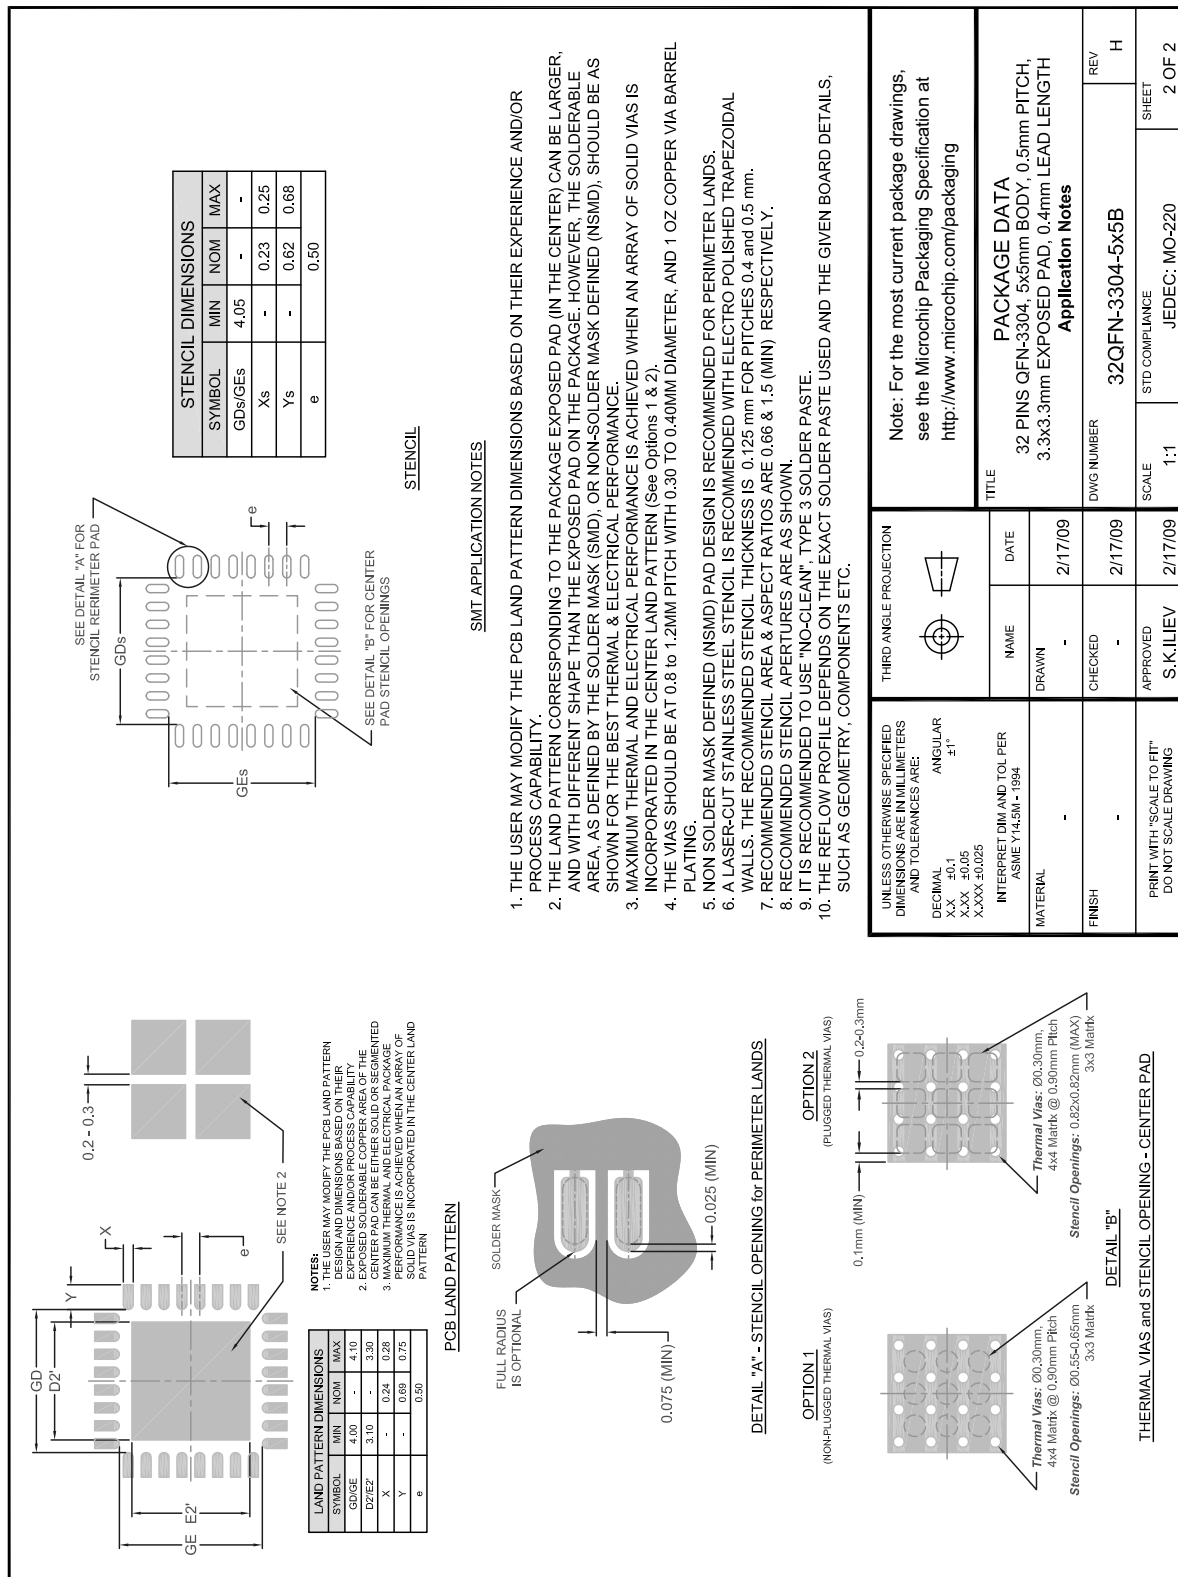 GD
D2'
Y
X
e
GE
E2'
0.2 - 0.3
SEE NOTE 2
LAND PATTERN DIMENSIONS
SYMBOL MIN NOM MAX
GD/GE 4.00 - 4.10
D2'/E2' 3.10 - 3.30
X - 0.24 0.28
Y - 0.69 0.75
e 0.50
NOTES:
1. THE USER MAY MODIFY THE PCB LAND PATTERN
DESIGN AND DIMENSIONS BASED ON THEIR
EXPERIENCE AND/OR PROCESS CAPABILITY
2. EXPOSED SOLDERABLE COPPER AREA OF THE
CENTER PAD CAN BE EITHER SOLID OR SEGMENTED
3. MAXIMUM THERMAL AND ELECTRICAL PACKAGE
PERFORMANCE IS ACHIEVED WHEN AN ARRAY OF
SOLID VIAS IS INCORPORATED IN THE CENTER LAND
PATTERN
PCB LAND PATTERN
SEE DETAIL "A" FOR
STENCIL RERIMETER PAD
GDs
GEs
e
SEE DETAIL "B" FOR CENTER
PAD STENCIL OPENINGS
STENCIL DIMENSIONS
SYMBOL MIN NOM MAX
GDs/GEs 4.05 - -
Xs - 0.23 0.25
Ys - 0.62 0.68
e 0.50
STENCIL
FULL RADIUS
IS OPTIONAL
SOLDER MASK
0.075 (MIN)
0.025 (MIN)
DETAIL "A" - STENCIL OPENING for PERIMETER LANDS
OPTION 1
(NON-PLUGGED THERMAL VIAS)
Thermal Vias: Ø0.30mm,
4x4 Matrix @ 0.90mm Pitch
Stencil Openings: Ø0.55-0.65mm
3x3 Matrix
OPTION 2
(PLUGGED THERMAL VIAS)
0.1mm (MIN)
0.2-0.3mm
Thermal Vias: Ø0.30mm,
4x4 Matrix @ 0.90mm Pitch
Stencil Openings: 0.82x0.82mm (MAX)
3x3 Matrix
DETAIL "B"
THERMAL VIAS and STENCIL OPENING - CENTER PAD
SMT APPLICATION NOTES
1. THE USER MAY MODIFY THE PCB LAND PATTERN DIMENSIONS BASED ON THEIR EXPERIENCE AND/OR
PROCESS CAPABILITY.
2. THE LAND PATTERN CORRESPONDING TO THE PACKAGE EXPOSED PAD (IN THE CENTER) CAN BE LARGER,
AND WITH DIFFERENT SHAPE THAN THE EXPOSED PAD ON THE PACKAGE. HOWEVER, THE SOLDERABLE
AREA, AS DEFINED BY THE SOLDER MASK (SMD), OR NON-SOLDER MASK DEFINED (NSMD), SHOULD BE AS
SHOWN FOR THE BEST THERMAL & ELECTRICAL PERFORMANCE.
3. MAXIMUM THERMAL AND ELECTRICAL PERFORMANCE IS ACHIEVED WHEN AN ARRAY OF SOLID VIAS IS
INCORPORATED IN THE CENTER LAND PATTERN (See Options 1 & 2).
4. THE VIAS SHOULD BE AT 0.8 to 1.2MM PITCH WITH 0.30 TO 0.40MM DIAMETER, AND 1 OZ COPPER VIA BARREL
PLATING.
5. NON SOLDER MASK DEFINED (NSMD) PAD DESIGN IS RECOMMENDED FOR PERIMETER LANDS.
6. A LASER-CUT STAINLESS STEEL STENCIL IS RECOMMENDED WITH ELECTRO POLISHED TRAPEZOIDAL
WALLS. THE RECOMMENDED STENCIL THICKNESS IS 0.125 mm FOR PITCHES 0.4 and 0.5 mm.
7. RECOMMENDED STENCIL AREA & ASPECT RATIOS ARE 0.66 & 1.5 (MIN) RESPECTIVELY.
8. RECOMMENDED STENCIL APERTURES ARE AS SHOWN.
9. IT IS RECOMMENDED TO USE "NO-CLEAN", TYPE 3 SOLDER PASTE.
10. THE REFLOW PROFILE DEPENDS ON THE EXACT SOLDER PASTE USED AND THE GIVEN BOARD DETAILS,
SUCH AS GEOMETRY, COMPONENTS ETC.
UNLESS OTHERWISE SPECIFIED
DIMENSIONS ARE IN MILLIMETERS
AND TOLERANCES ARE:
DECIMAL ANGULAR
X.X ±0.1 ±1°
X.XX ±0.05
X.XXX ±0.025
INTERPRET DIM AND TOL PER
ASME Y14.5M - 1994
MATERIAL
-
FINISH
-
PRINT WITH "SCALE TO FIT"
DO NOT SCALE DRAWING
THIRD ANGLE PROJECTION
NAME DATE
DRAWN
- 2/17/09
CHECKED
- 2/17/09
APPROVED
S.K.ILIEV 2/17/09
Note: For the most current package drawings,
see the Microchip Packaging Specification at
http://www.microchip.com/packaging
TITLE
PACKAGE DATA
32 PINS QFN-3304, 5x5mm BODY, 0.5mm PITCH,
3.3x3.3mm EXPOSED PAD, 0.4mm LEAD LENGTH
Application Notes
DWG NUMBER
32QFN-3304-5x5B
REV
H
SCALE
1:1
STD COMPLIANCE
JEDEC: MO-220
SHEET
2 OF 2